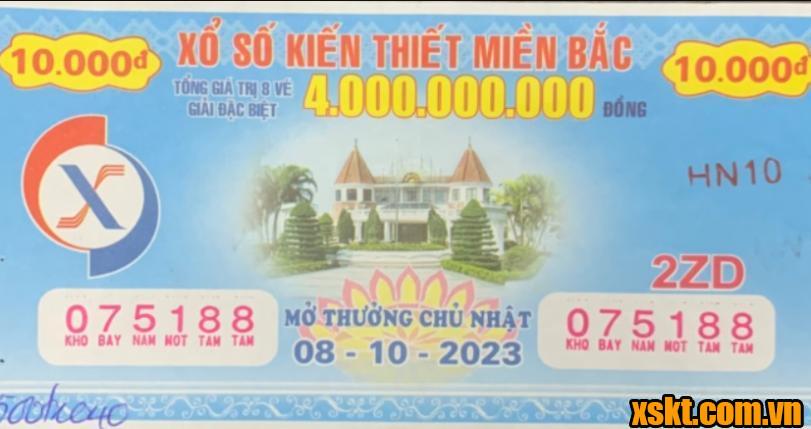 10.000đ XỔ SỐ KIẾN THIẾT MIỀN BẮC 10.000đ
TỔNG GIÁ TRỊ 8 VÉ
GIẢI ĐẶC BIỆT 4.000.000.000 ĐỒNG
X
HN10
2ZD
075188 MỞ THƯỞNG CHỦ NHẬT 075188
KHO BAY NAM MOT TAM TAM 08 - 10 - 2023 KHO BAY NAM MOT TAM TAM
xskt.com.vn